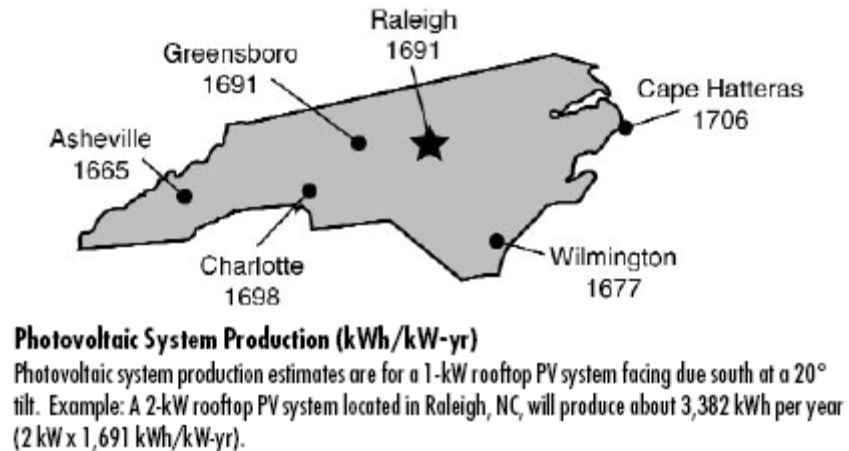 Raleigh
1691
Greensboro
1691
Cape Hatteras
1706
Asheville
1665
Charlotte
1698
Wilmington
1677
Photovoltaic System Production (kWh/kW-yr)
Photovoltaic system production estimates are for a 1-kW rooftop PV system facing due south at a 20°
tilt. Example: A 2-kW rooftop PV system located in Raleigh, NC, will produce about 3,382 kWh per year
(2 kW x 1,691 kWh/kW-yr).